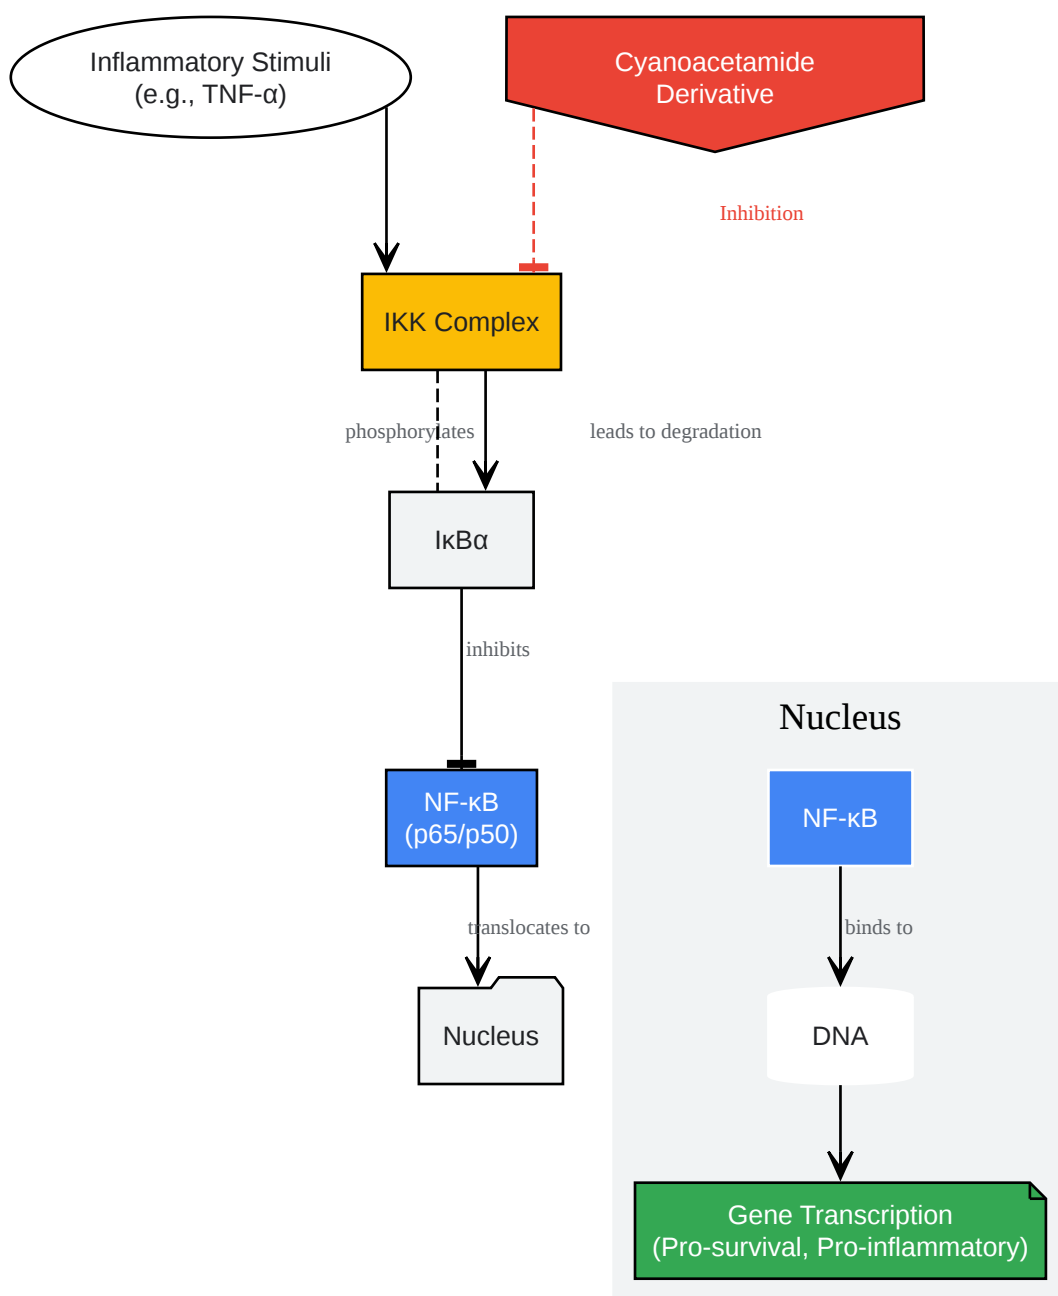 Inflammatory Stimuli
(e.g., TNF-α)
Cyanoacetamide
Derivative
Inhibition
IKK Complex
phosphorylates
leads to degradation
IκBα
inhibits
Nucleus
NF-κB
(p65/p50)
NF-κB
translocates to
binds to
Nucleus
DNA
Gene Transcription
(Pro-survival, Pro-inflammatory)